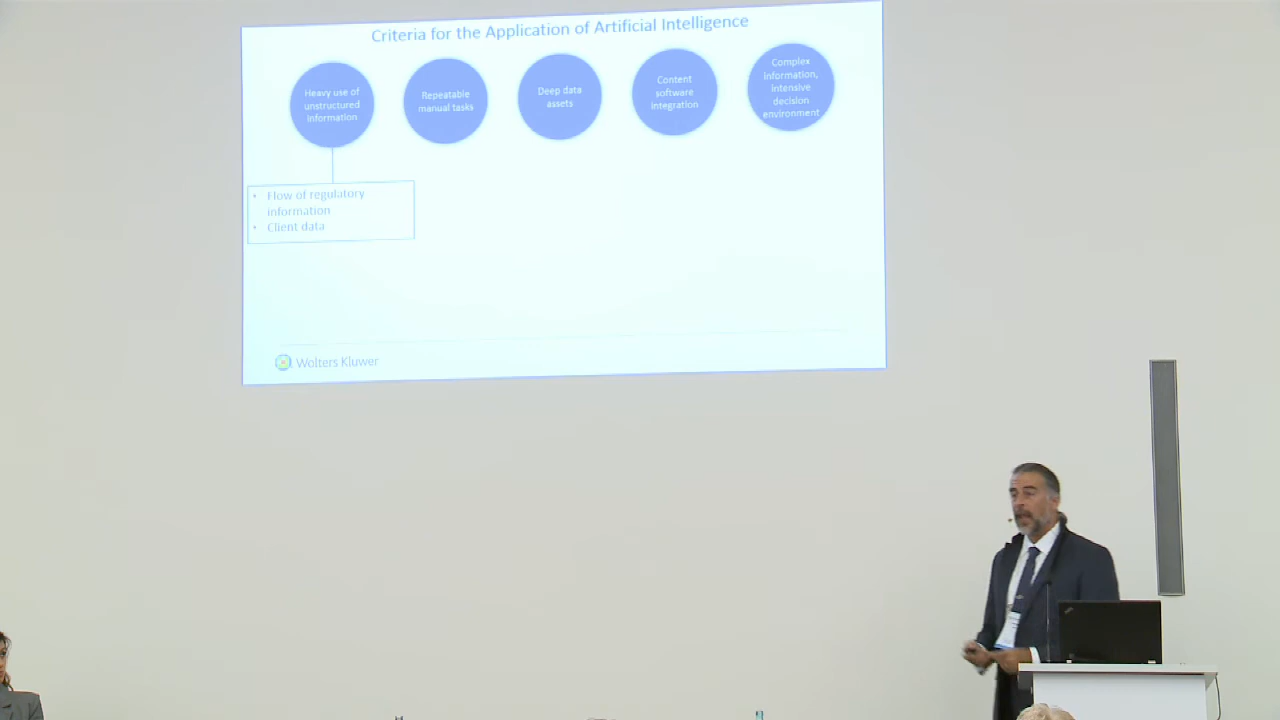 Criteria for the Application of Artificial Intelligence
Heavy use of
unstructured
information
Repeatable
manual tasks
Deep data
assets
Content
software
integration
Complex
information,
intensive
decision
environment
• Flow of regulatory
information
• Client data
Wolters Kluwer